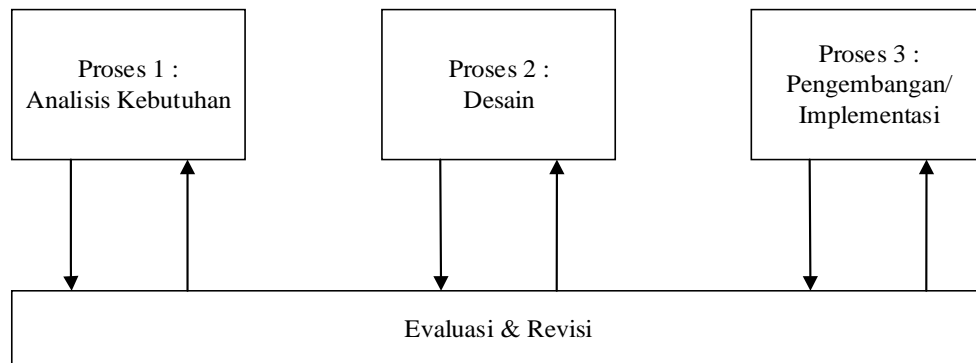 Proses 1 :
Analisis Kebutuhan
Proses 2 :
Desain
Proses 3 :
Pengembangan/
Implementasi
Evaluasi & Revisi